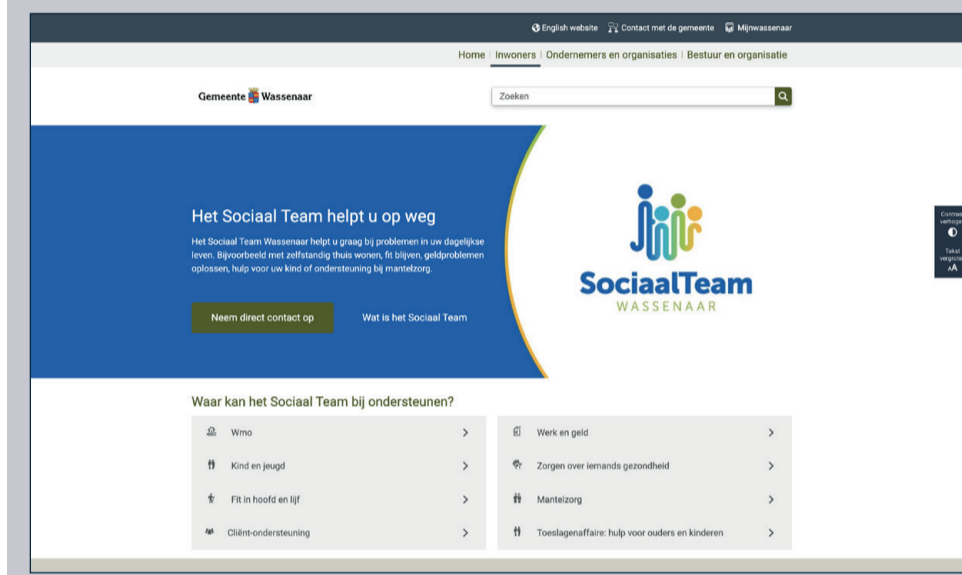 English website Contact met de gemeente Mijnwassenaar
Home Inwoners Ondernemers en organisaties Bestuur en organisatie
Gemeente Wassenaar
Zoeken
Het Sociaal Team helpt u op weg
Het Sociaal Team Wassenaar helpt u graag bij problemen in uw dagelijkse
leven. Bijvoorbeeld met zelfstandig thuis wonen, fit blijven, geldproblemen
oplossen, hulp voor uw kind of ondersteuning bij mantelzorg.
Neem direct contact op
Wat is het Sociaal Team
SociaalTeam
WASSENAAR
Tekst
AA
Waar kan het Sociaal Team bij ondersteunen?
Wmo
Kind en jeugd
Fit in hoofd en lijf
Cliënt-ondersteuning
Werk en geld
Zorgen over iemands gezondheid
Mantelzorg
Toeslagenaffaire: hulp voor ouders en kinderen